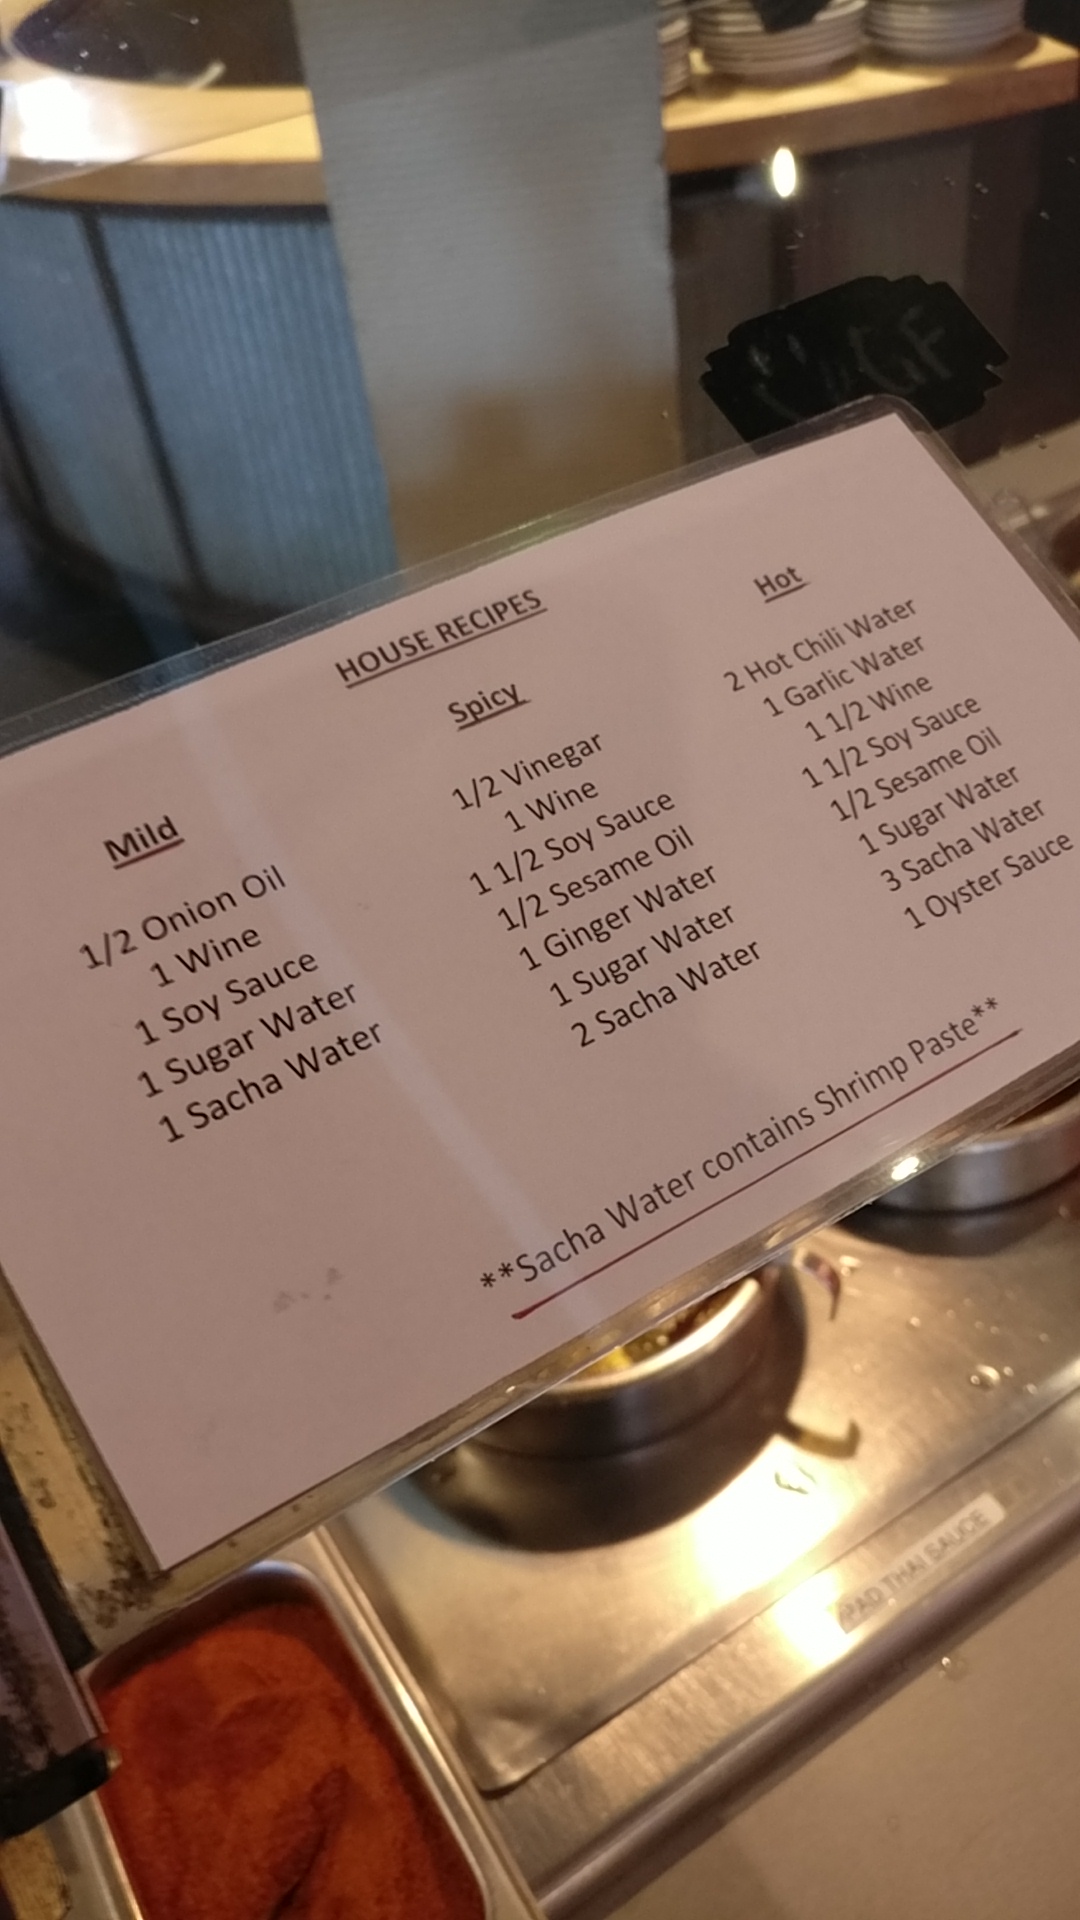 GF
HOUSE RECIPES
Mild
1/2 Onion Oil
1 Wine
1 Soy Sauce
1 Sugar Water
1 Sacha Water
Spicy
1/2 Vinegar
1 Wine
1 1/2 Soy Sauce
1/2 Sesame Oil
1 Ginger Water
1 Sugar Water
2 Sacha Water
Hot
2 Hot Chili Water
1 Garlic Water
1 1/2 Wine
1 1/2 Soy Sauce
1/2 Sesame Oil
1 Sugar Water
3 Sacha Water
1 Oyster Sauce
**Sacha Water contains Shrimp Paste**
PAD THAI SAUCE